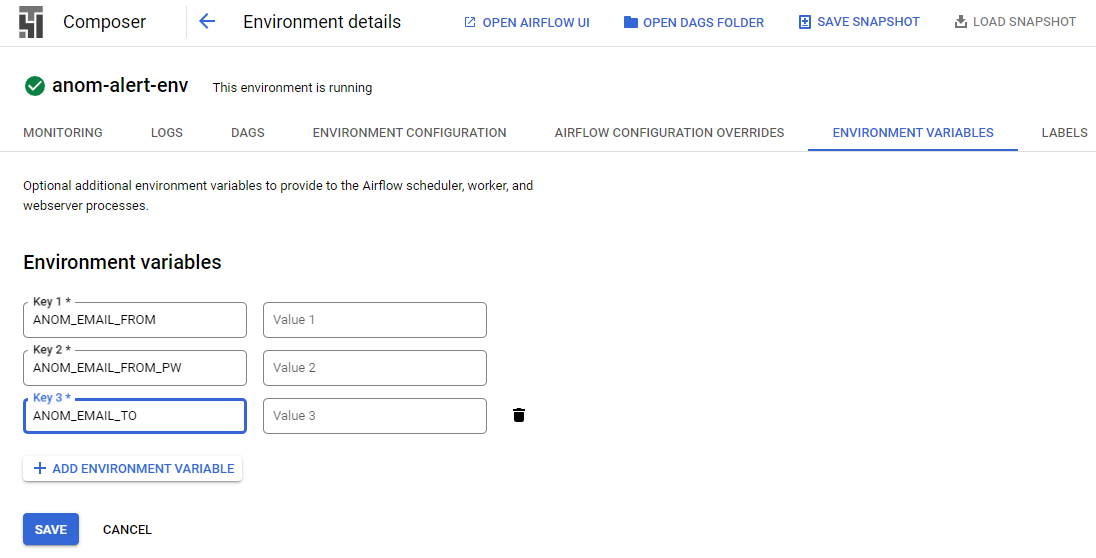 Composer
Environment details
OPEN AIRFLOW UI
OPEN DAGS FOLDER
SAVE SNAPSHOT
LOAD SNAPSHOT
anom-alert-env
This environment is running
MONITORING
LOGS
DAGS
ENVIRONMENT CONFIGURATION
AIRFLOW CONFIGURATION OVERRIDES
ENVIRONMENT VARIABLES
LABELS
Optional additional environment variables to provide to the Airflow scheduler, worker, and
webserver processes.
Environment variables
Key 1 *
ANOM_EMAIL_FROM
Value 1
Key 2 *
ANOM_EMAIL_FROM_PW
Value 2
Key 3 *
ANOM_EMAIL_TO
Value 3
ADD ENVIRONMENT VARIABLE
SAVE
CANCEL